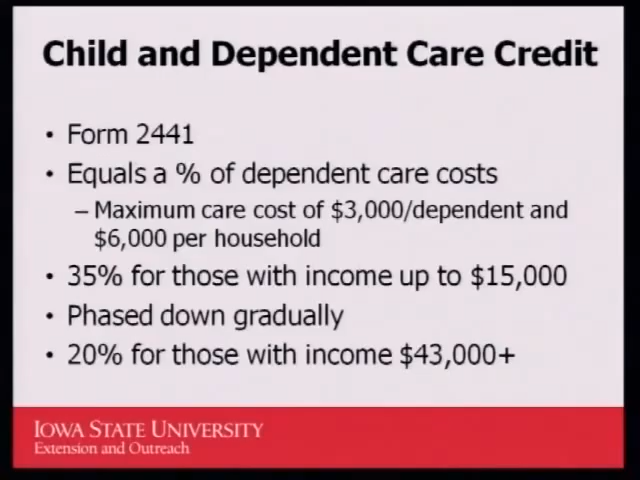 Child and Dependent Care Credit
• Form 2441
• Equals a % of dependent care costs
– Maximum care cost of $3,000/dependent and
$6,000 per household
• 35% for those with income up to $15,000
• Phased down gradually
• 20% for those with income $43,000+
IOWA STATE UNIVERSITY
Extension and Outreach